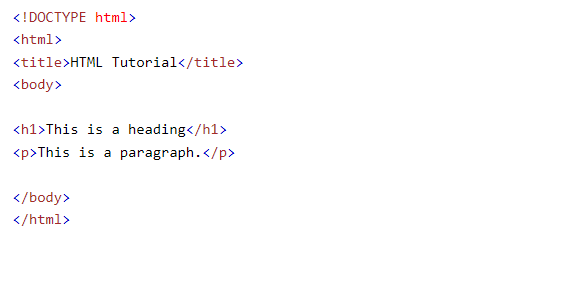 <!DOCTYPE html>
<html>
<title>HTML Tutorial</title>
<body>

<h1>This is a heading</h1>
<p>This is a paragraph.</p>

</body>
</html>